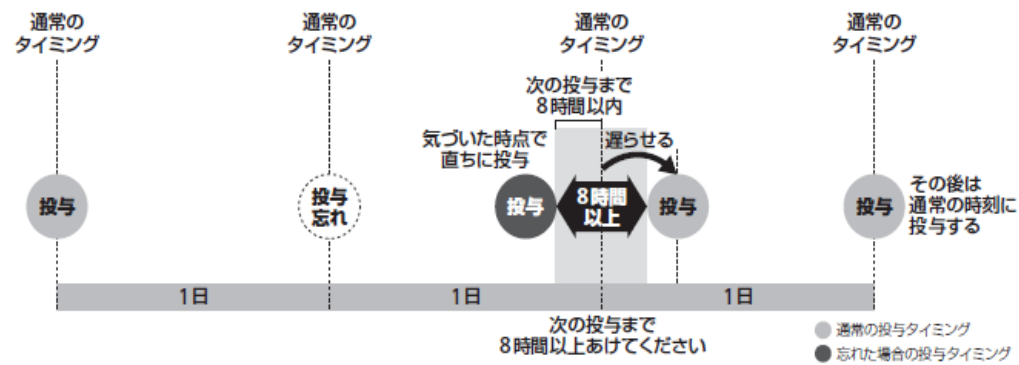 通常の
タイミング
通常の
タイミング
通常の
タイミング
通常の
タイミング
次の投与まで
8時間以内
気づいた時点で
直ちに投与
遅らせる
投与
投与
忘れ
投与
8時間
以上
投与
投与
その後は
通常の時刻に
投与する
1日
1日
1日
次の投与まで
8時間以上あけてください
通常の投与タイミング
忘れた場合の投与タイミング